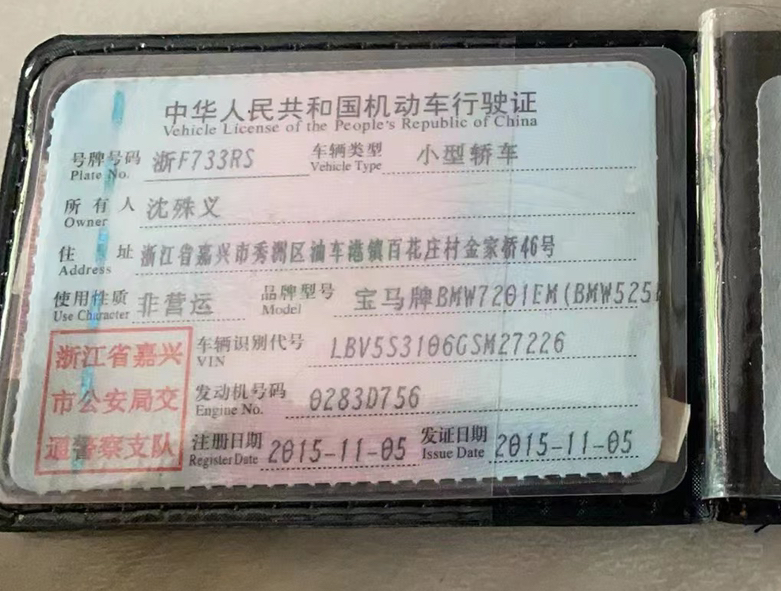 中华人民共和国机动车行驶证
Vehicle License of the People's Republic of China
号牌号码 浙F733RS 车辆类型 小型轿车
Plate No. Vehicle Type
所有人 沈殊义
Owner
住 址 浙江省嘉兴市秀洲区油车港镇百花庄村金家桥46号
Address
使用性质 非营运 品牌型号 宝马牌BMW7201EM(BMW525
Use Character Model
浙江省嘉兴
市公安局交
通警察支队
车辆识别代号 LBV5S3106GSM27226
VIN
发动机号码 0283D756
Engine No.
注册日期 2015-11-05 发证日期 2015-11-05
Register Date Issue Date